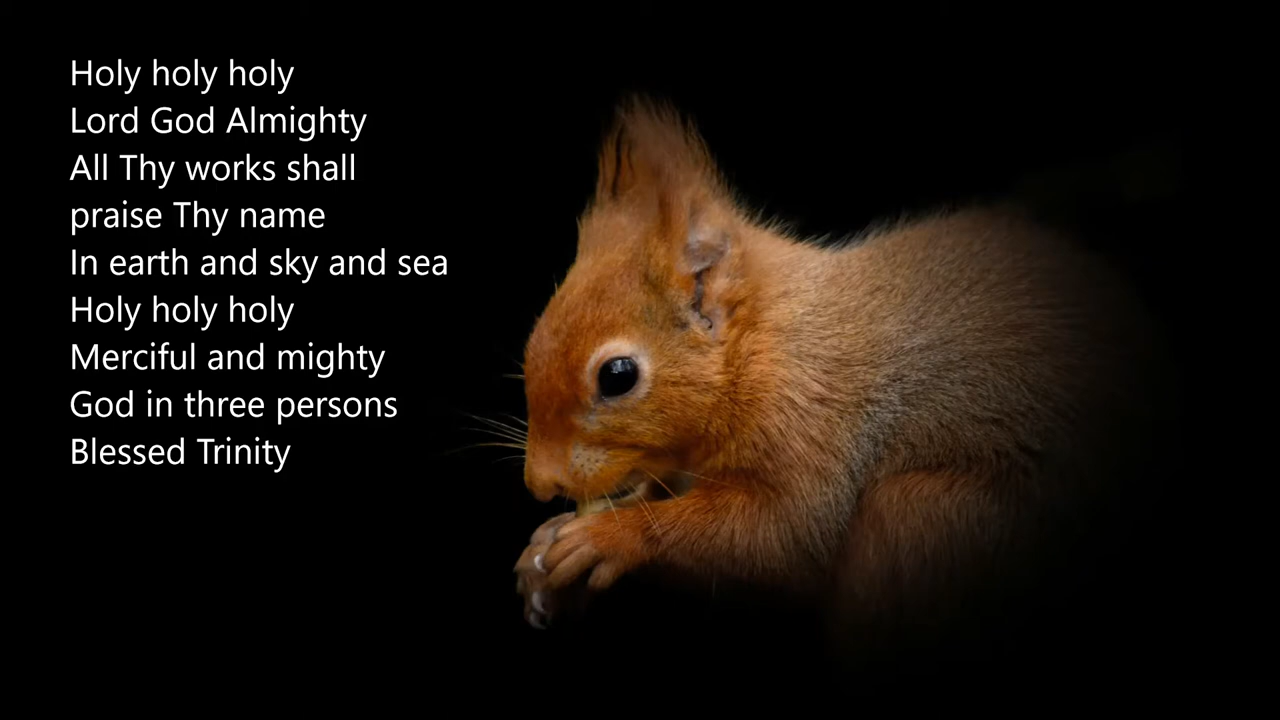 Holy holy holy
Lord God Almighty
All Thy works shall
praise Thy name
In earth and sky and sea
Holy holy holy
Merciful and mighty
God in three persons
Blessed Trinity